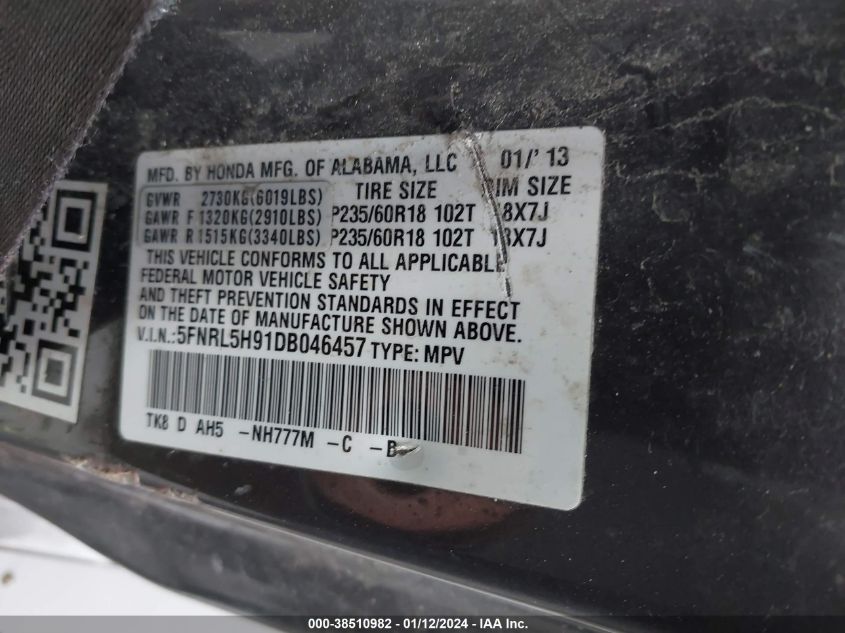 MFD. BY HONDA MFG. OF ALABAMA, LLC 01/'13
GVWR 2730KG(6019LBS) TIRE SIZE RIM SIZE
GAWR F 1320KG(2910LBS) P235/60R18 102T 18X7J
GAWR R 1515KG(3340LBS) P235/60R18 102T 18X7J
THIS VEHICLE CONFORMS TO ALL APPLICABLE
FEDERAL MOTOR VEHICLE SAFETY
AND THEFT PREVENTION STANDARDS IN EFFECT
ON THE DATE OF MANUFACTURE SHOWN ABOVE.
V.I.N.:5FNRL5H91DB046457 TYPE: MPV
TK8 D AH5 -NH777M -C -B
000-38510982 - 01/12/2024 - IAA Inc.